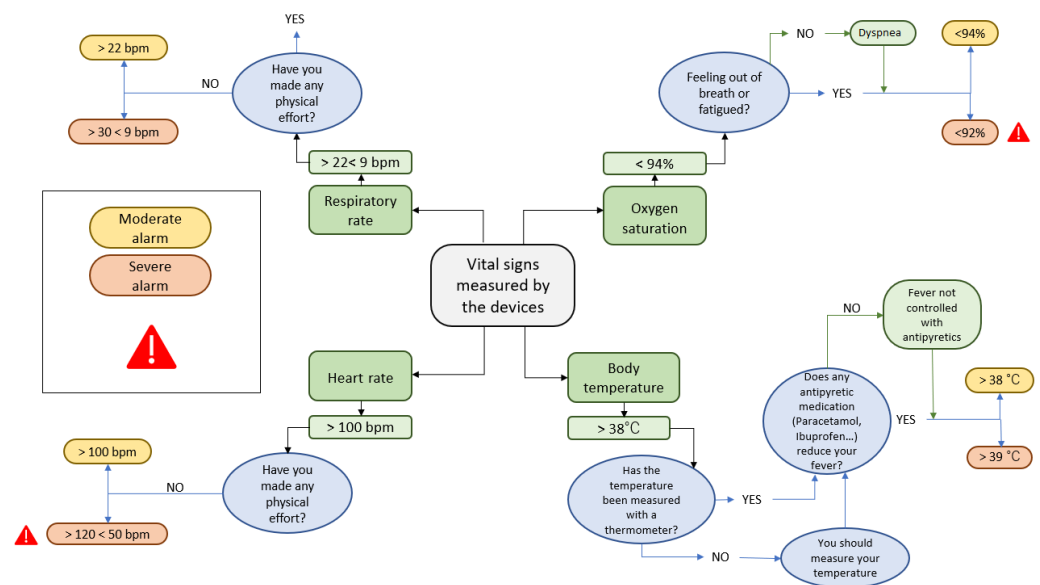 YES
> 22 bpm
Have you
made any
physical
effort?
NO
> 30 < 9 bpm
> 22< 9 bpm
Respiratory
rate
NO
Dyspnea
<94%
Feeling out of
breath or
fatigued?
YES
<92%
< 94%
Oxygen
saturation
Moderate
alarm
Severe
alarm
Vital signs
measured by
the devices
Heart rate
> 100 bpm
> 100 bpm
Have you
made any
physical
effort?
NO
> 120 < 50 bpm
Body
temperature
> 38°C
Has the
temperature
been measured
with a
thermometer?
YES
NO
You should
measure your
temperature
Does any
antipyretic
medication
(Paracetamol,
Ibuprofen...)
reduce your
fever?
NO
Fever not
controlled
with
antipyretics
YES
> 38 °C
> 39 °C